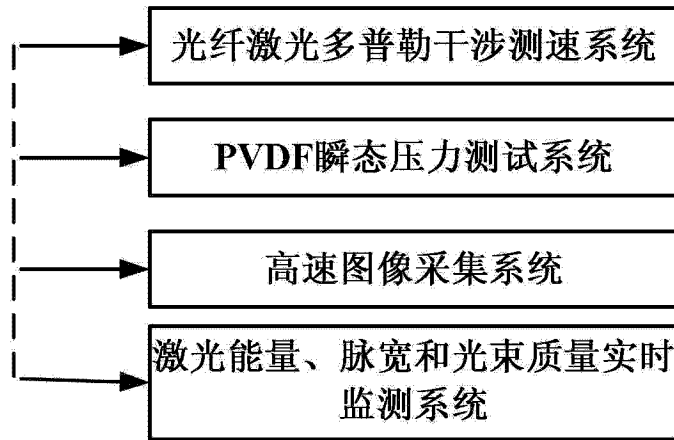 光纤激光多普勒干涉测速系统
PVDF瞬态压力测试系统
高速图像采集系统
激光能量、脉宽和光束质量实时
监测系统